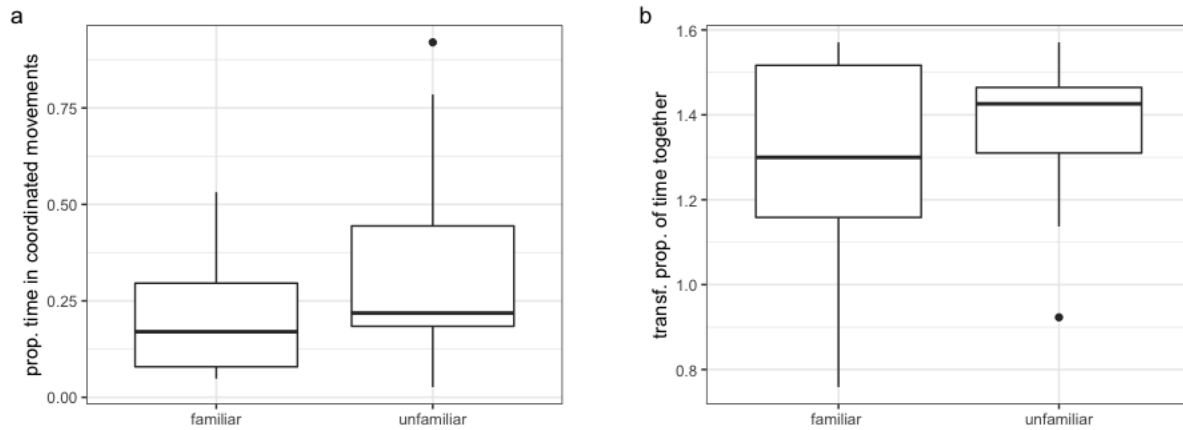 a
prop. time in coordinated movements
0.75
0.50
0.25
0.00
familiar unfamiliar
b
transf. prop. of time together
1.6
1.4
1.2
1.0
0.8
familiar unfamiliar